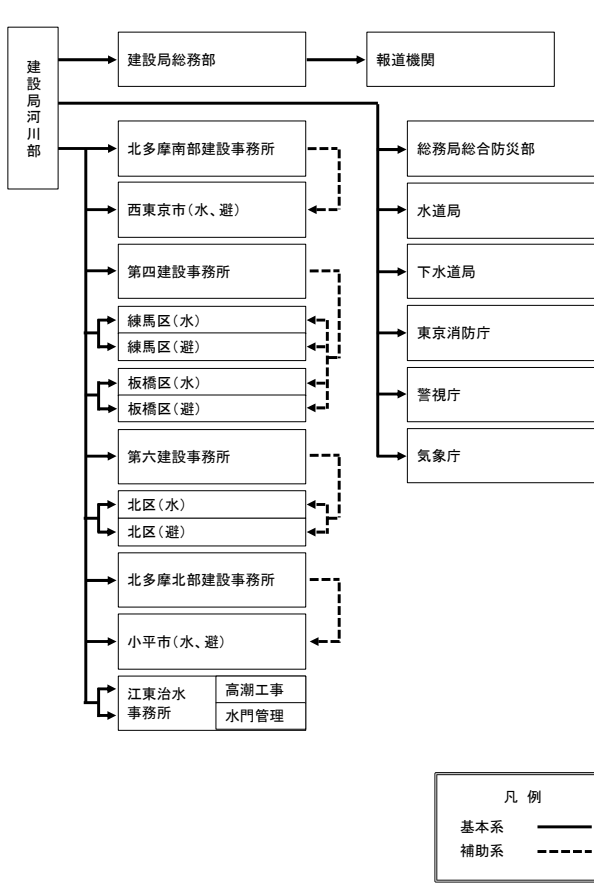 建設局河川部
建設局総務部
報道機関
北多摩南部建設事務所
西東京市（水、避）
第四建設事務所
練馬区（水）
練馬区（避）
板橋区（水）
板橋区（避）
第六建設事務所
北区（水）
北区（避）
北多摩北部建設事務所
小平市（水、避）
江東治水
事務所
高潮工事
水門管理
総務局総合防災部
水道局
下水道局
東京消防庁
警視庁
気象庁
凡 例
基本系
補助系